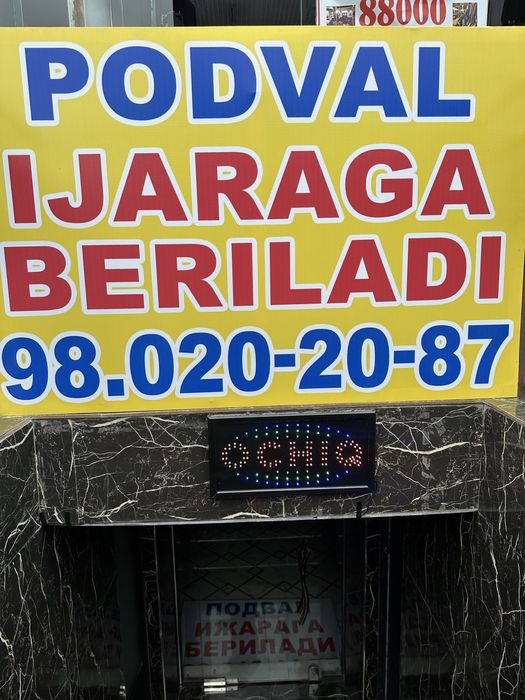 88000
PODVAL
IJARAGA
BERILADI
98.020-20-87
OCHIQ
ПОДВАЛ
ИЖАРАГА
БЕРИЛАДИ